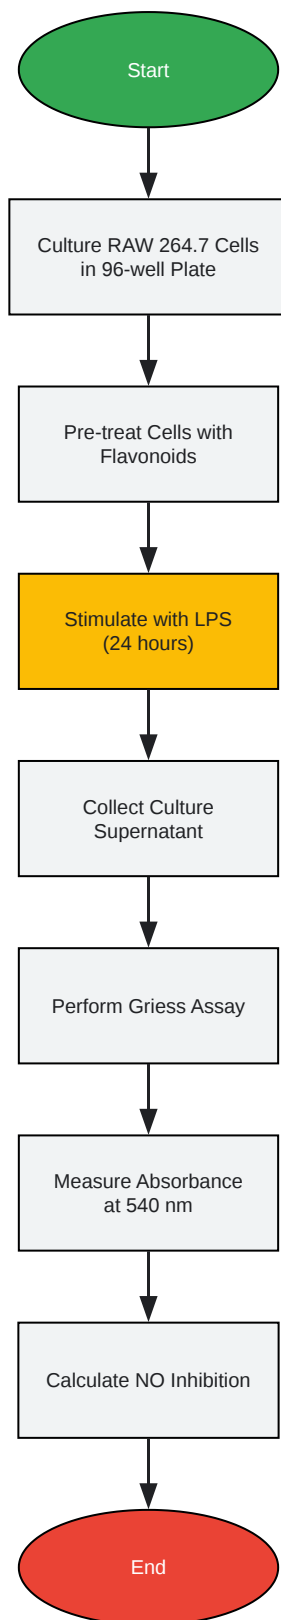 Start
Culture RAW 264.7 Cells
in 96-well Plate
Pre-treat Cells with
Flavonoids
Stimulate with LPS
(24 hours)
Collect Culture
Supernatant
Perform Griess Assay
Measure Absorbance
at 540 nm
Calculate NO Inhibition
End